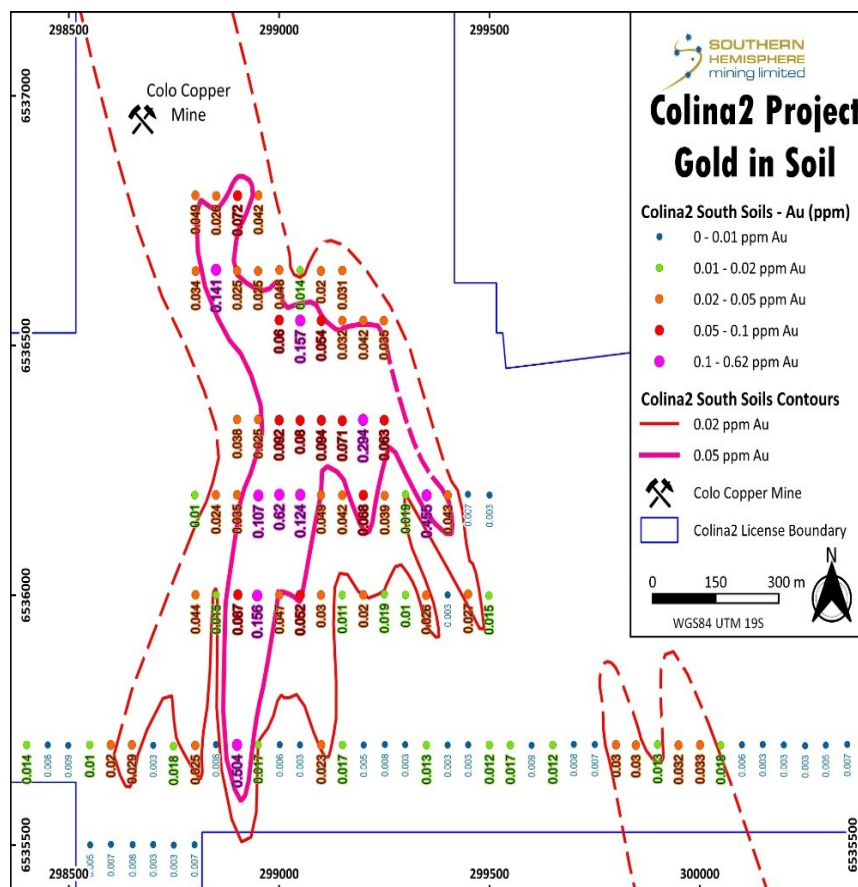 298500 299000 299500
SOUTHERN
HEMISPHERE
mining limited
Colina2 Project
Gold in Soil
6537000
Colo Copper
Mine
Colina2 South Soils - Au (ppm)
0 - 0.01 ppm Au
0.01 - 0.02 ppm Au
0.02 - 0.05 ppm Au
0.05 - 0.1 ppm Au
0.1 - 0.62 ppm Au
Colina2 South Soils Contours
0.02 ppm Au
0.05 ppm Au
Colo Copper Mine
Colina2 License Boundary
N
0 150 300 m
WGS84 UTM 19S
0.049 0.026 0.072 0.042
0.034 0.141 0.025 0.025 0.048 0.014 0.02 0.031
6536500
0.06 0.157 0.054 0.032 0.042 0.035
0.038 0.025 0.092 0.08 0.094 0.071 0.294 0.063
0.01 0.024 0.035 0.107 0.62 0.124 0.049 0.042 0.068 0.039 0.019 0.455 0.043 0.007 0.003
6536000
0.044 0.015 0.156 0.047 0.052 0.03 0.011 0.02 0.019 0.01 0.026 0.003 0.027 0.015
0.014 0.008 0.009 0.01 0.02 0.029 0.003 0.018 0.025 0.008 0.504 0.017 0.006 0.003 0.023 0.017 0.005 0.008 0.003 0.013 0.003 0.008 0.012 0.017 0.009 0.012 0.008 0.007 0.03 0.03 0.013 0.032 0.033 0.018 0.006 0.003 0.003 0.003 0.005 0.007
6535500 6535500
0.005 0.007 0.008 0.003 0.003 0.007
298500 299000 299500 300000